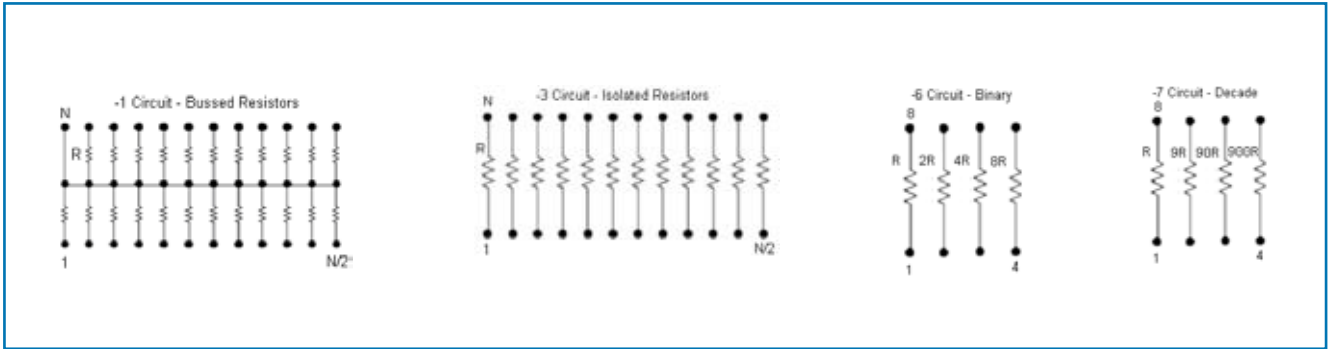 -1 Circuit - Bussed Resistors
N
R
1 N/2
-3 Circuit - Isolated Resistors
N
R
1 N/2
-6 Circuit - Binary
8
R 2R 4R 8R
1 4
-7 Circuit - Decade
8
R 9R 90R 900R
1 4